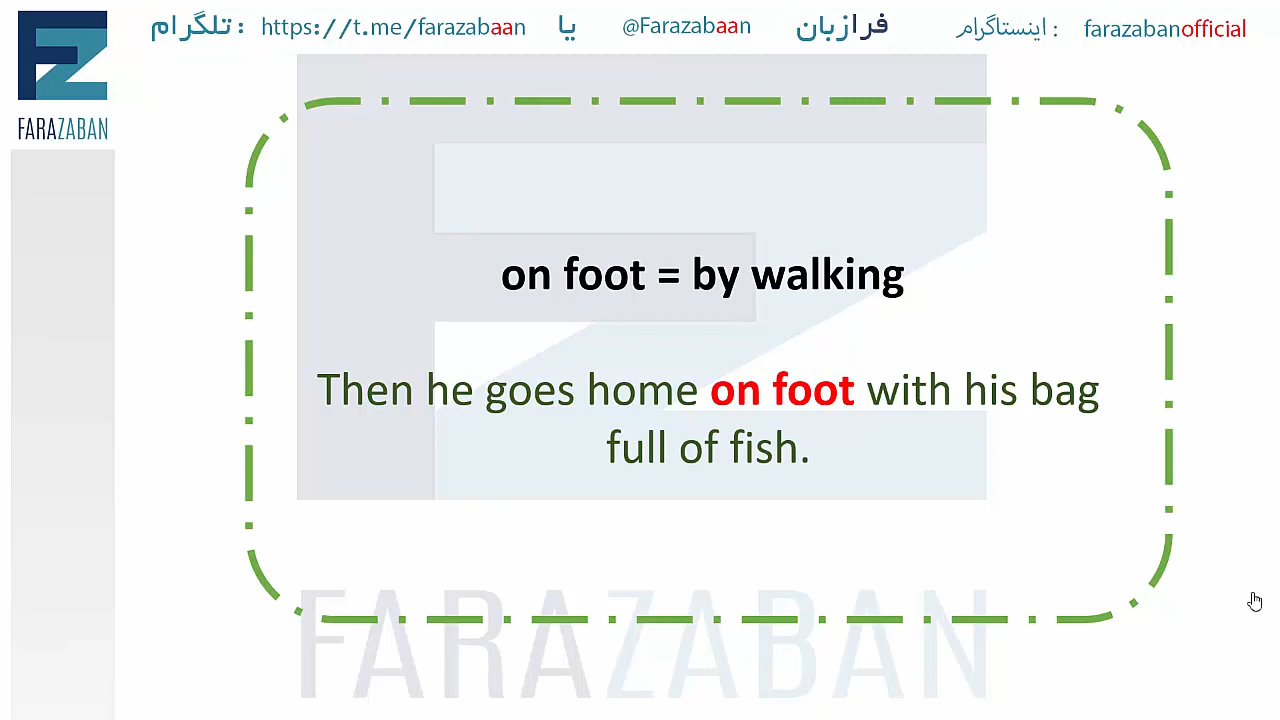 تلگرام : https://t.me/farazabaan یا @Farazabaan فرازبان اینستاگرام : farazabanofficial
FZ
FARAZABAN
on foot = by walking
Then he goes home on foot with his bag
full of fish.
FARAZABAN